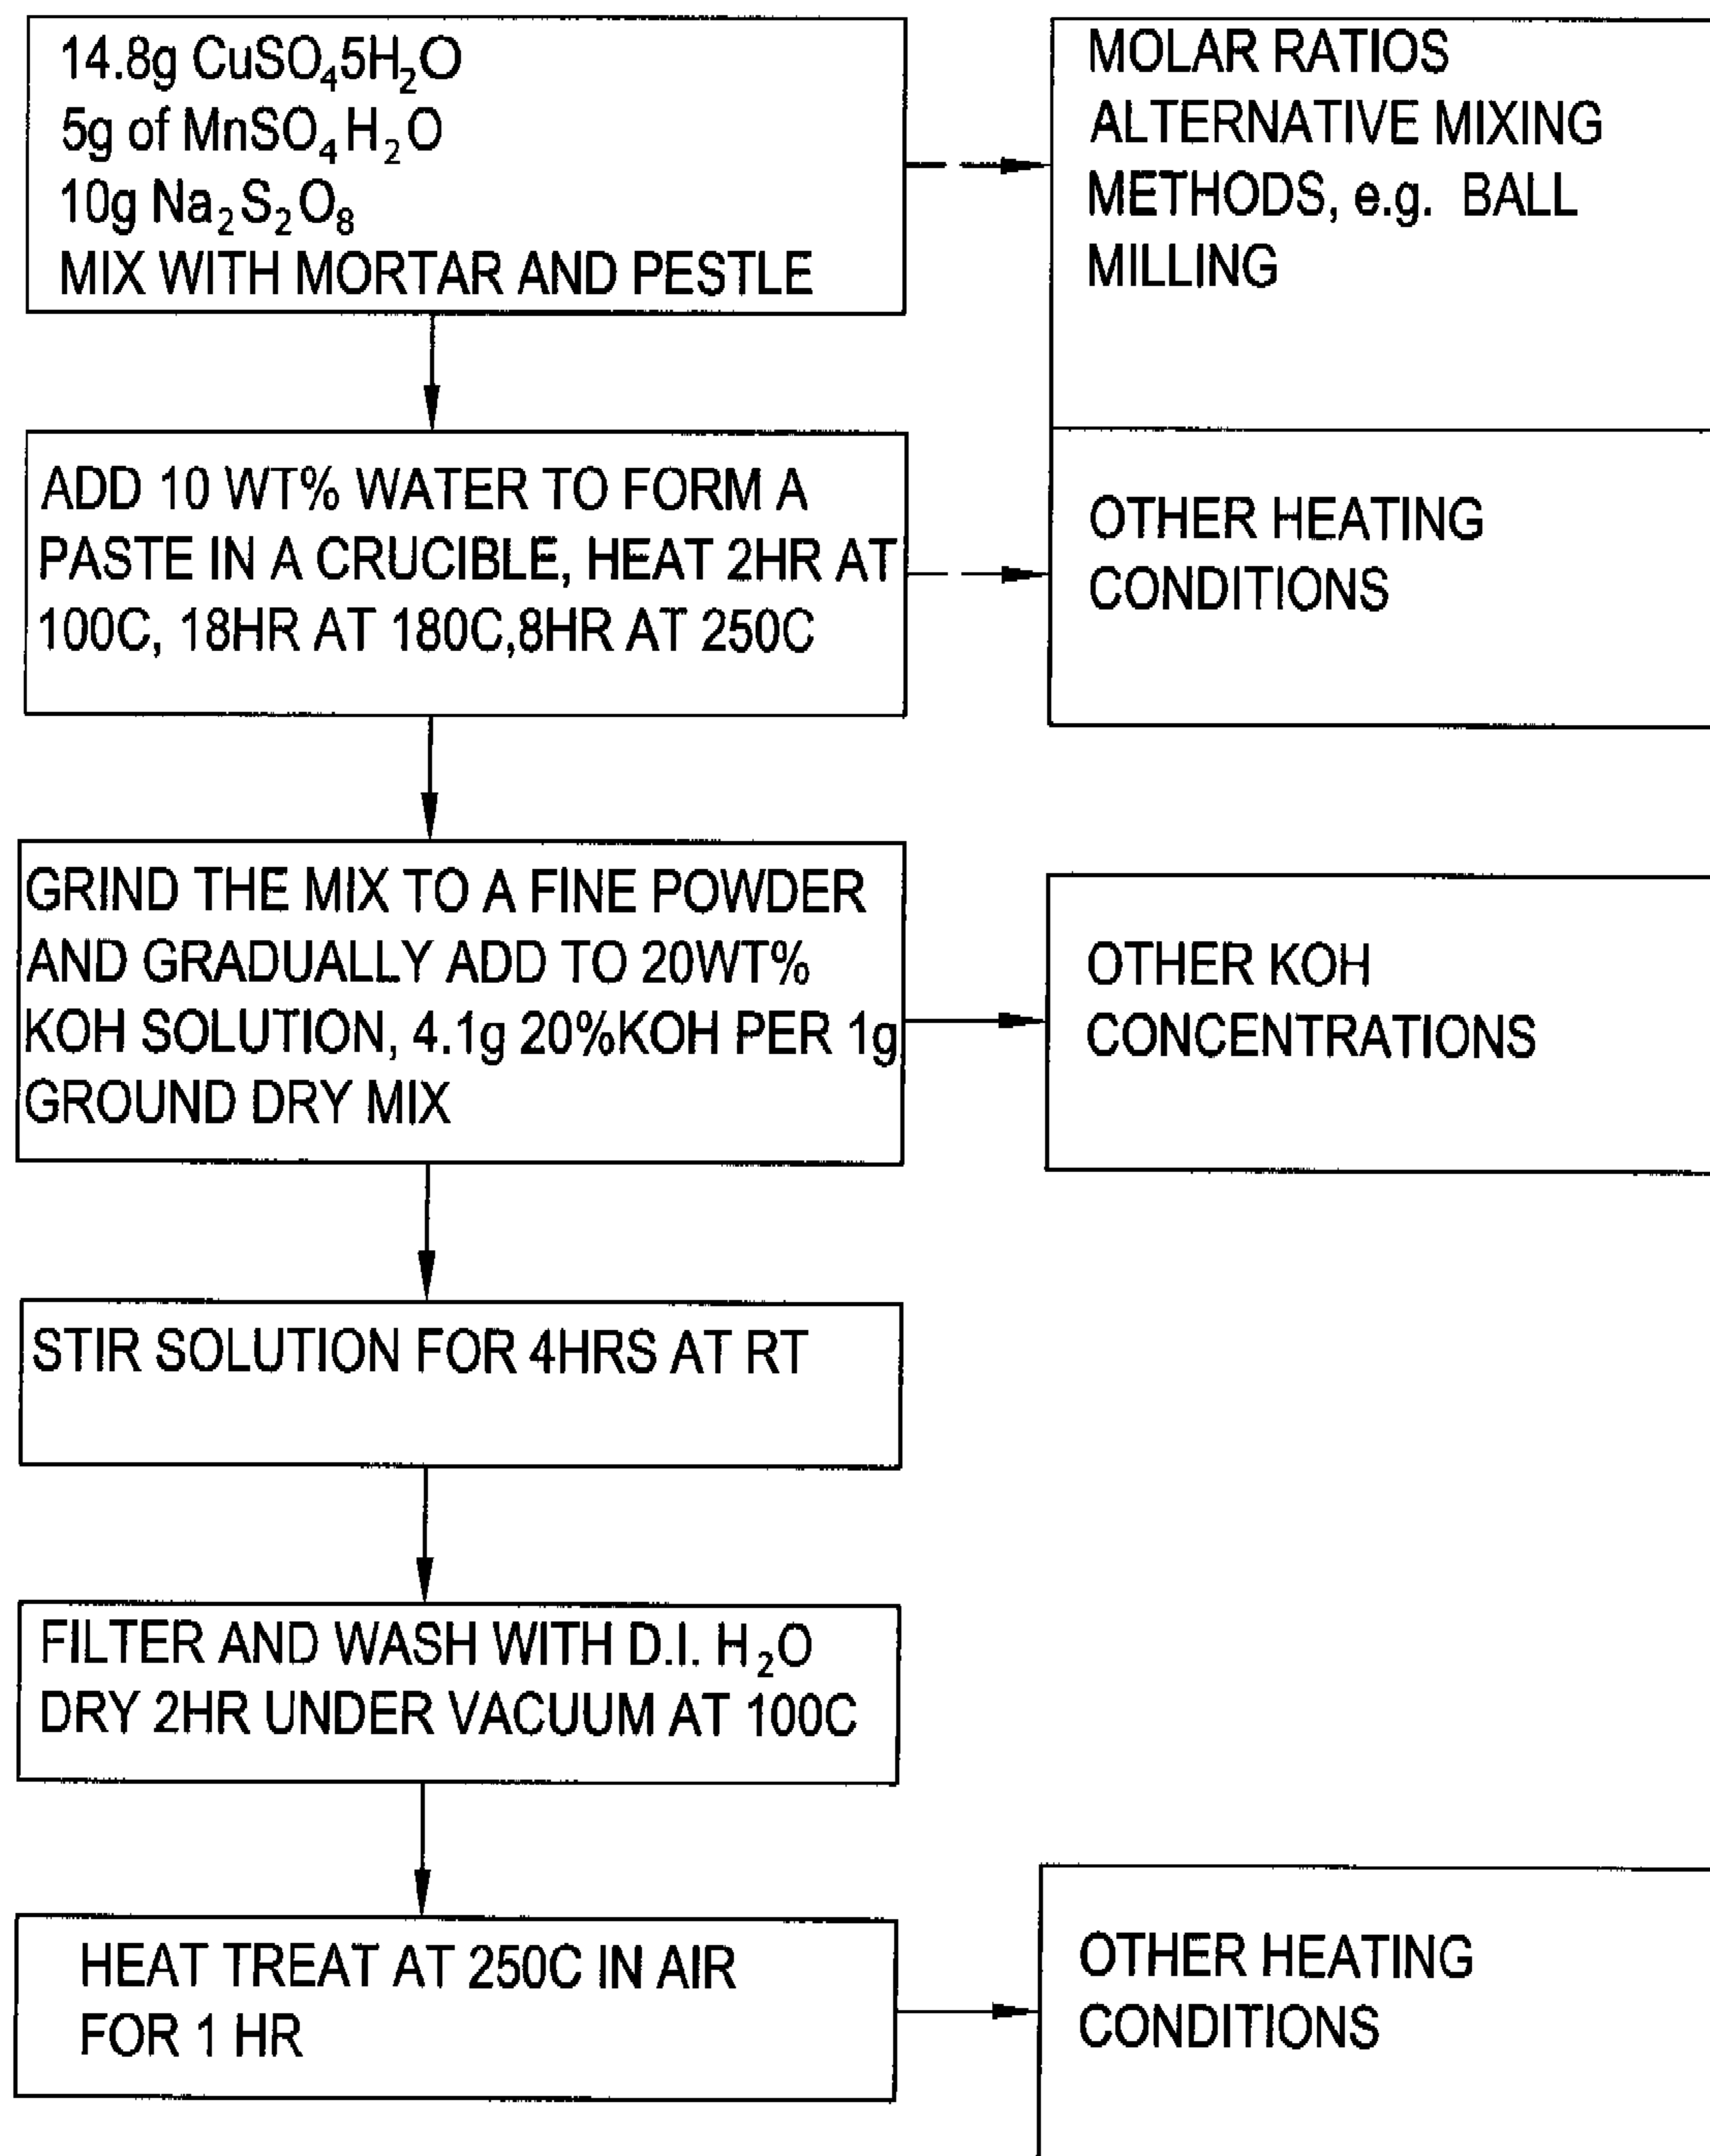 14.8g CuSO₄5H₂O
5g of MnSO₄H₂O
10g Na₂S₂O₈
MIX WITH MORTAR AND PESTLE
MOLAR RATIOS
ALTERNATIVE MIXING
METHODS, e.g. BALL
MILLING
ADD 10 WT% WATER TO FORM A
PASTE IN A CRUCIBLE, HEAT 2HR AT
100C, 18HR AT 180C,8HR AT 250C
OTHER HEATING
CONDITIONS
GRIND THE MIX TO A FINE POWDER
AND GRADUALLY ADD TO 20WT%
KOH SOLUTION, 4.1g 20%KOH PER 1g
GROUND DRY MIX
OTHER KOH
CONCENTRATIONS
STIR SOLUTION FOR 4HRS AT RT
FILTER AND WASH WITH D.I. H₂O
DRY 2HR UNDER VACUUM AT 100C
HEAT TREAT AT 250C IN AIR
FOR 1 HR
OTHER HEATING
CONDITIONS